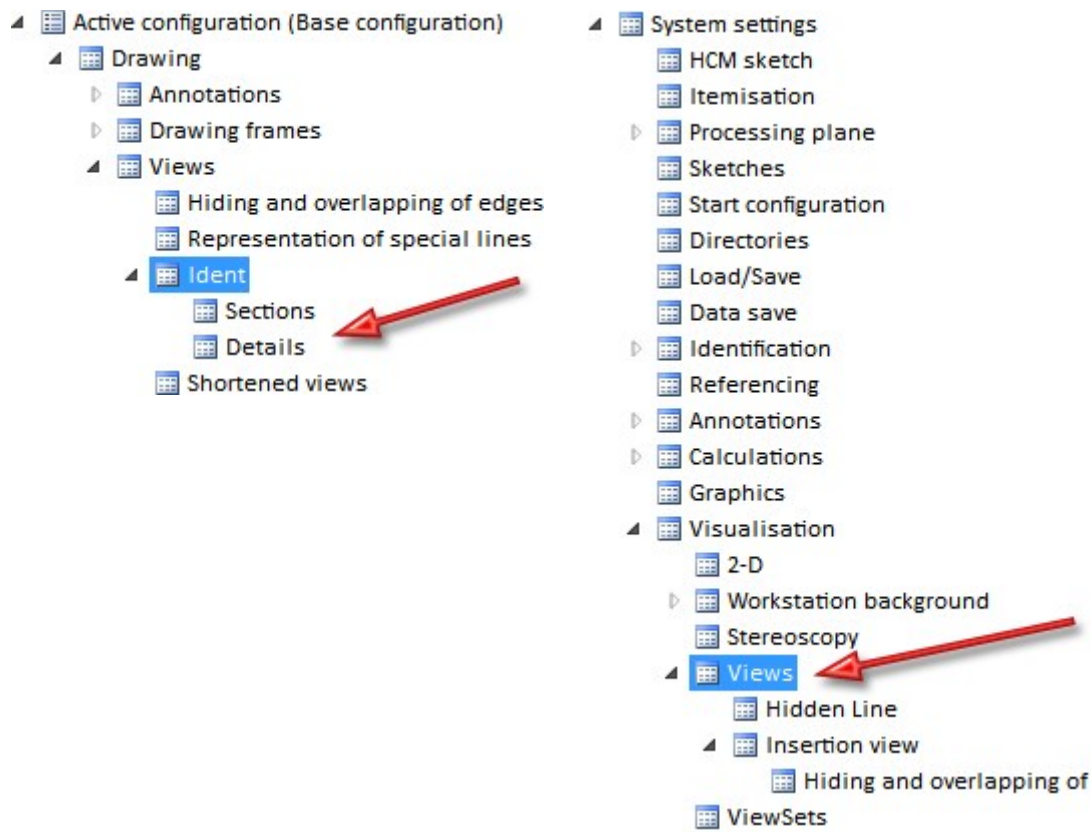 Active configuration (Base configuration)
Drawing
Annotations
Drawing frames
Views
Hiding and overlapping of edges
Representation of special lines
Ident
Sections
Details
Shortened views
System settings
HCM sketch
Itemisation
Processing plane
Sketches
Start configuration
Directories
Load/Save
Data save
Identification
Referencing
Annotations
Calculations
Graphics
Visualisation
2-D
Workstation background
Stereoscopy
Views
Hidden Line
Insertion view
Hiding and overlapping of
ViewSets